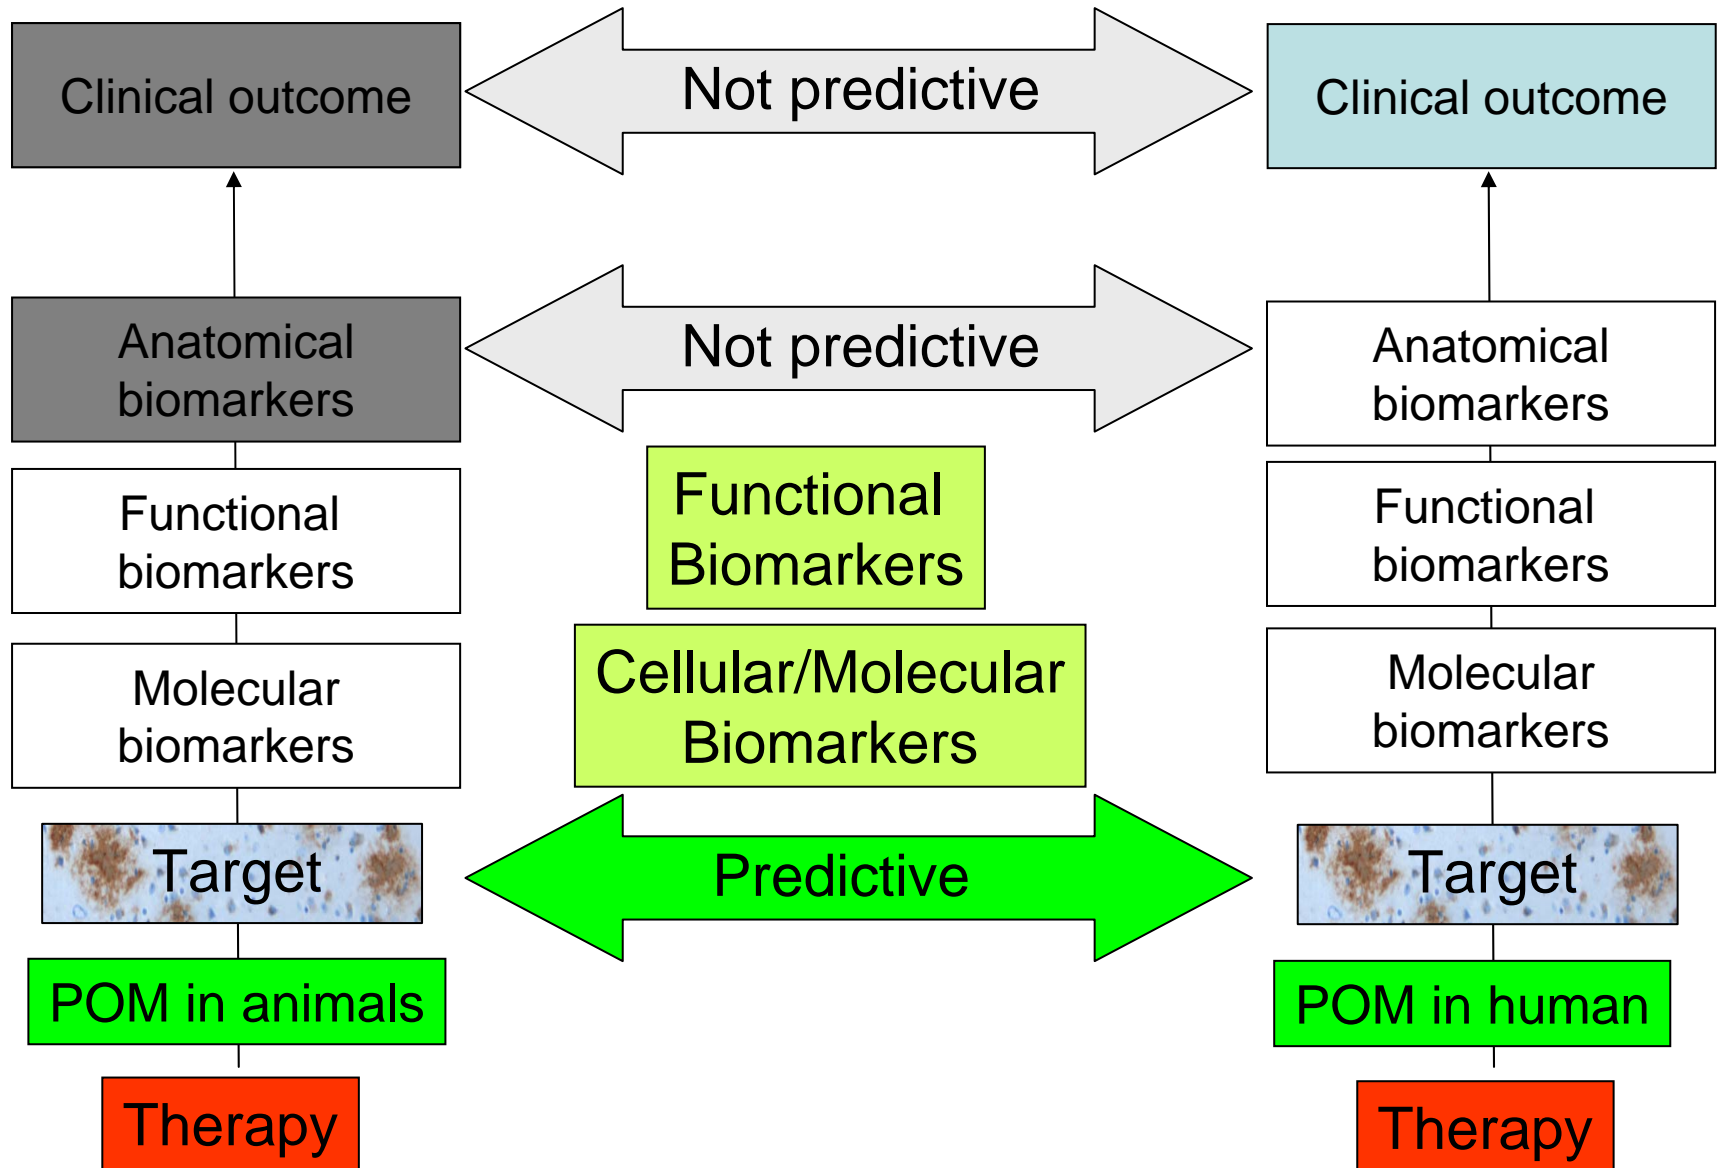 Clinical outcome
Not predictive
Clinical outcome
Anatomical
biomarkers
Not predictive
Anatomical
biomarkers
Functional
biomarkers
Functional
Biomarkers
Functional
biomarkers
Molecular
biomarkers
Cellular/Molecular
Biomarkers
Molecular
biomarkers
Target
Predictive
Target
POM in animals
POM in human
Therapy
Therapy